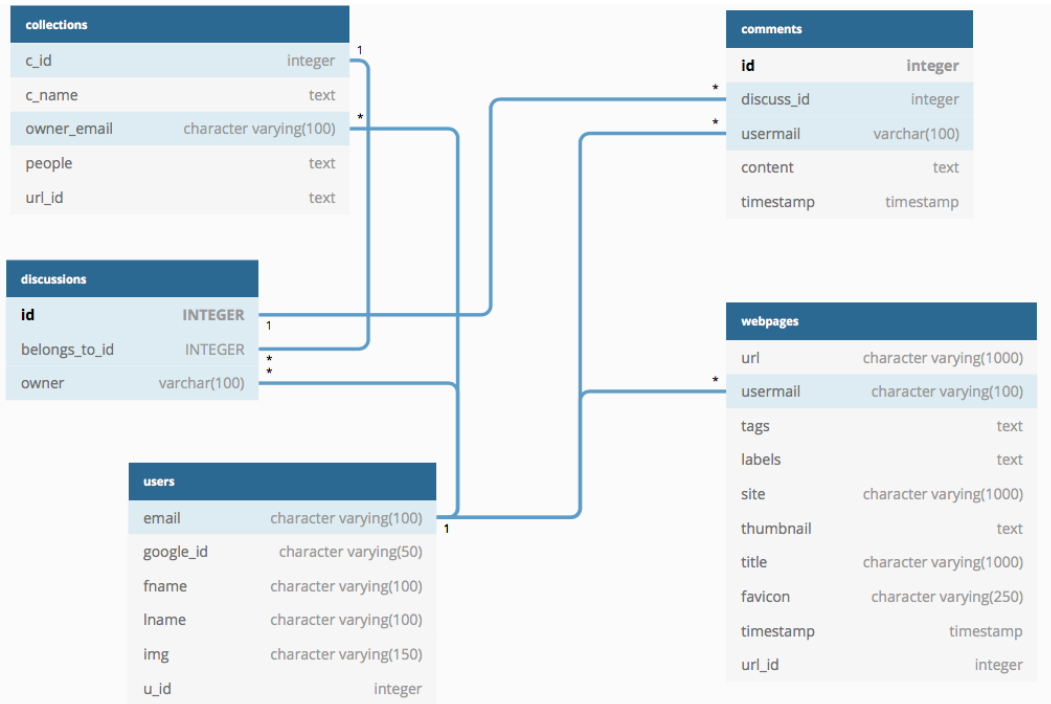 collections
c_id integer
c_name text
owner_email character varying(100)
people text
url_id text
1
*
comments
id integer
discuss_id integer
usermail varchar(100)
content text
timestamp timestamp
*
*
discussions
id INTEGER
belongs_to_id INTEGER
owner varchar(100)
1
*
*
webpages
url character varying(1000)
usermail character varying(100)
tags text
labels text
site character varying(1000)
thumbnail text
title character varying(1000)
favicon character varying(250)
timestamp timestamp
url_id integer
*
users
email character varying(100)
google_id character varying(50)
fname character varying(100)
lname character varying(100)
img character varying(150)
u_id integer
1